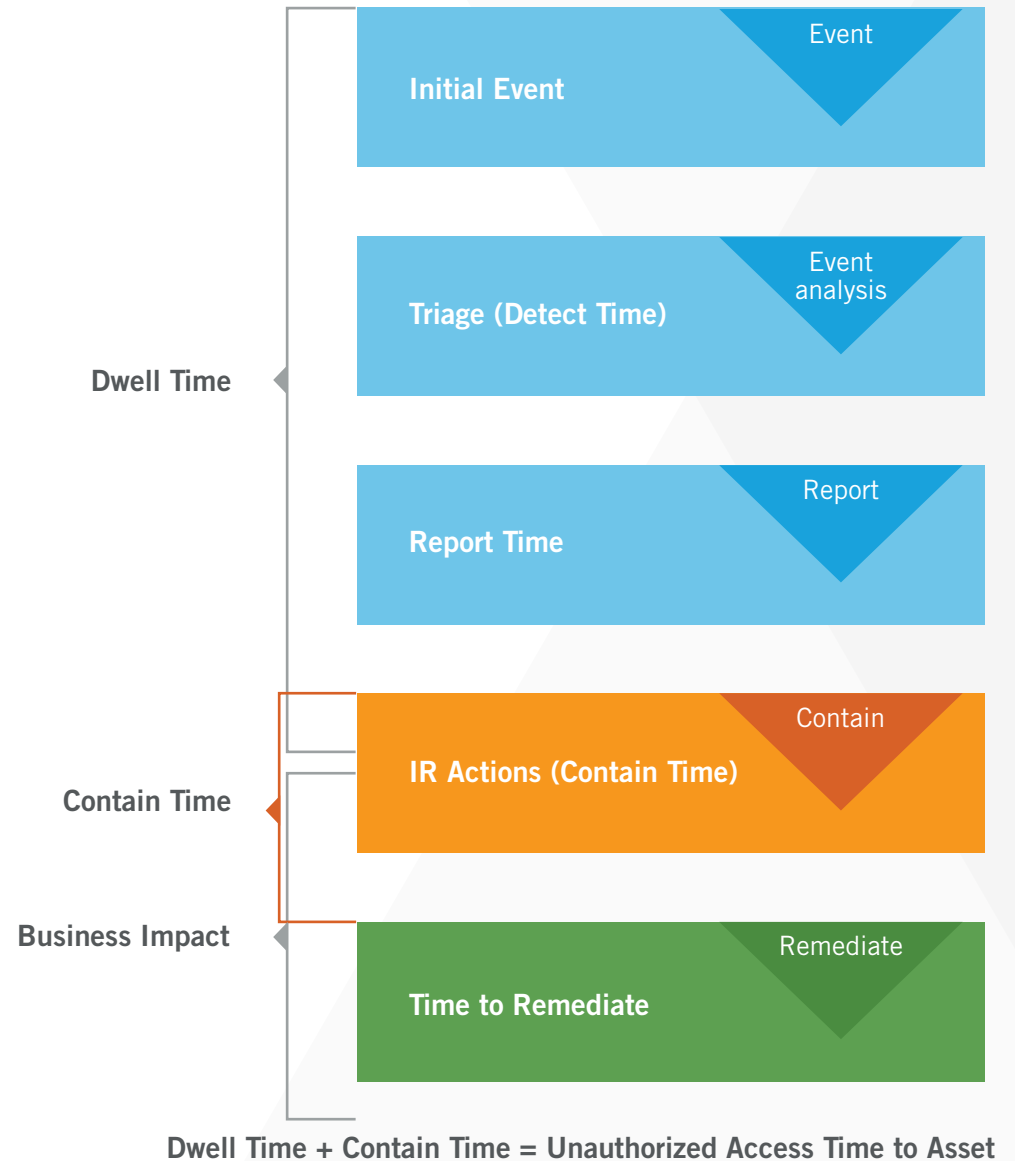 Event
Initial Event
Event
analysis
Triage (Detect Time)
Dwell Time
Report
Report Time
Contain
IR Actions (Contain Time)
Contain Time
Business Impact
Remediate
Time to Remediate
Dwell Time + Contain Time = Unauthorized Access Time to Asset